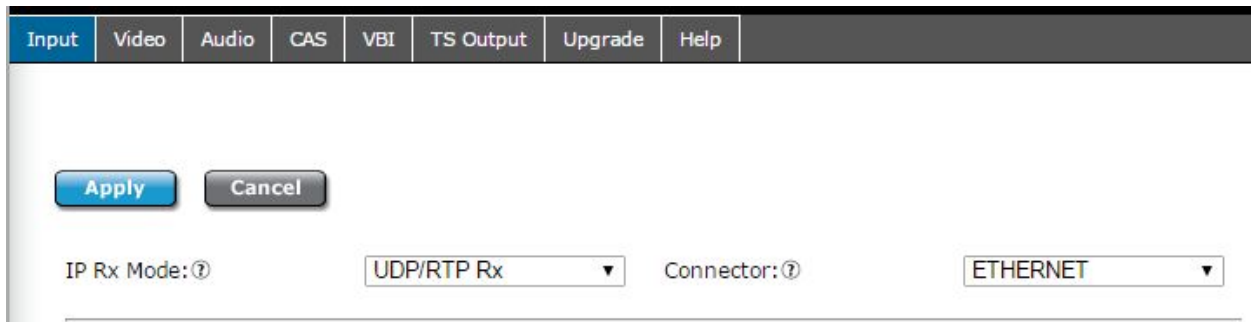 Input Video Audio CAS VBI TS Output Upgrade Help
Apply Cancel
IP Rx Mode:? UDP/RTP Rx ▼ Connector:? ETHERNET ▼